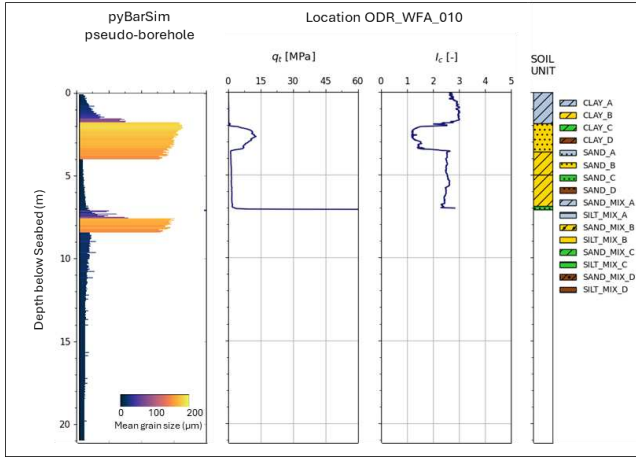 pyBarSim
pseudo-borehole
Location ODR_WFA_010
qt [MPa]
Ic [-]
SOIL
UNIT
0 15 30 45 60
0 1 2 3 4 5
Depth below Seabed (m)
0
5
10
15
20
0 100 200
Mean grain size (μm)
CLAY_A
CLAY_B
CLAY_C
CLAY_D
SAND_A
SAND_B
SAND_C
SAND_D
SAND_MIX_A
SILT_MIX_A
SAND_MIX_B
SILT_MIX_B
SAND_MIX_C
SILT_MIX_C
SAND_MIX_D
SILT_MIX_D